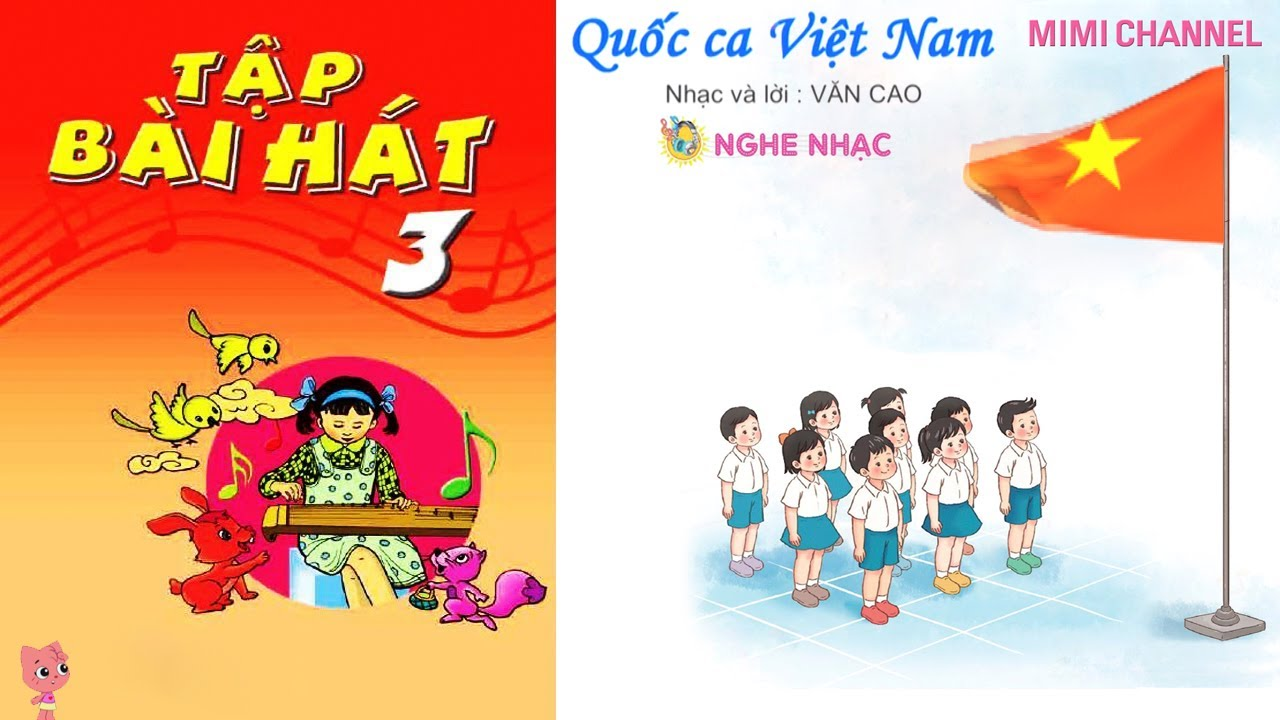 TẬP
BÀI HÁT
3
Quốc ca Việt Nam
MIMI CHANNEL
Nhạc và lời : VĂN CAO
NGHE NHẠC